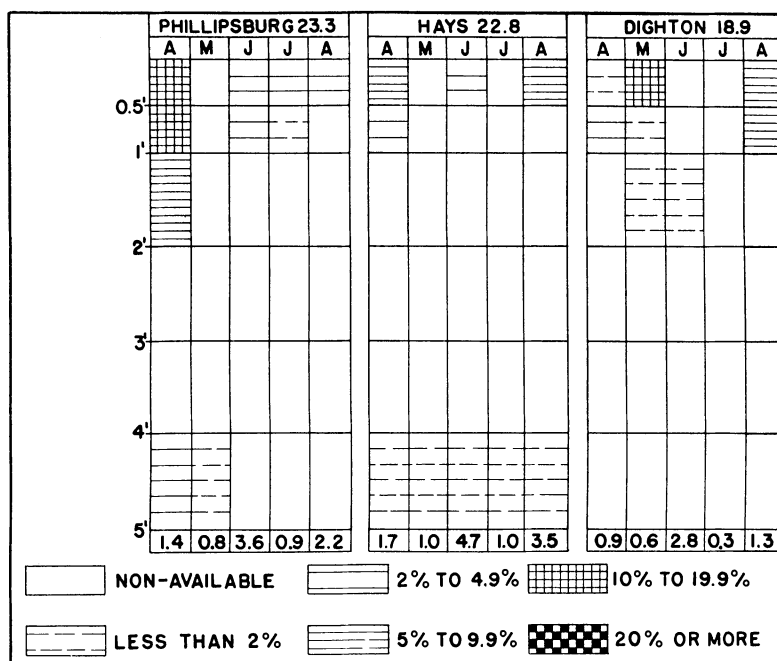 PHILLIPSBURG 23.3 HAYS 22.8 DIGHTON 18.9
A M J J A A M J J A A M J J A
0.5'
1'
2'
3'
4'
5'
1.4 0.8 3.6 0.9 2.2 1.7 1.0 4.7 1.0 3.5 0.9 0.6 2.8 0.3 1.3
NON-AVAILABLE 2% TO 4.9% 10% TO 19.9%
LESS THAN 2% 5% TO 9.9% 20% OR MORE